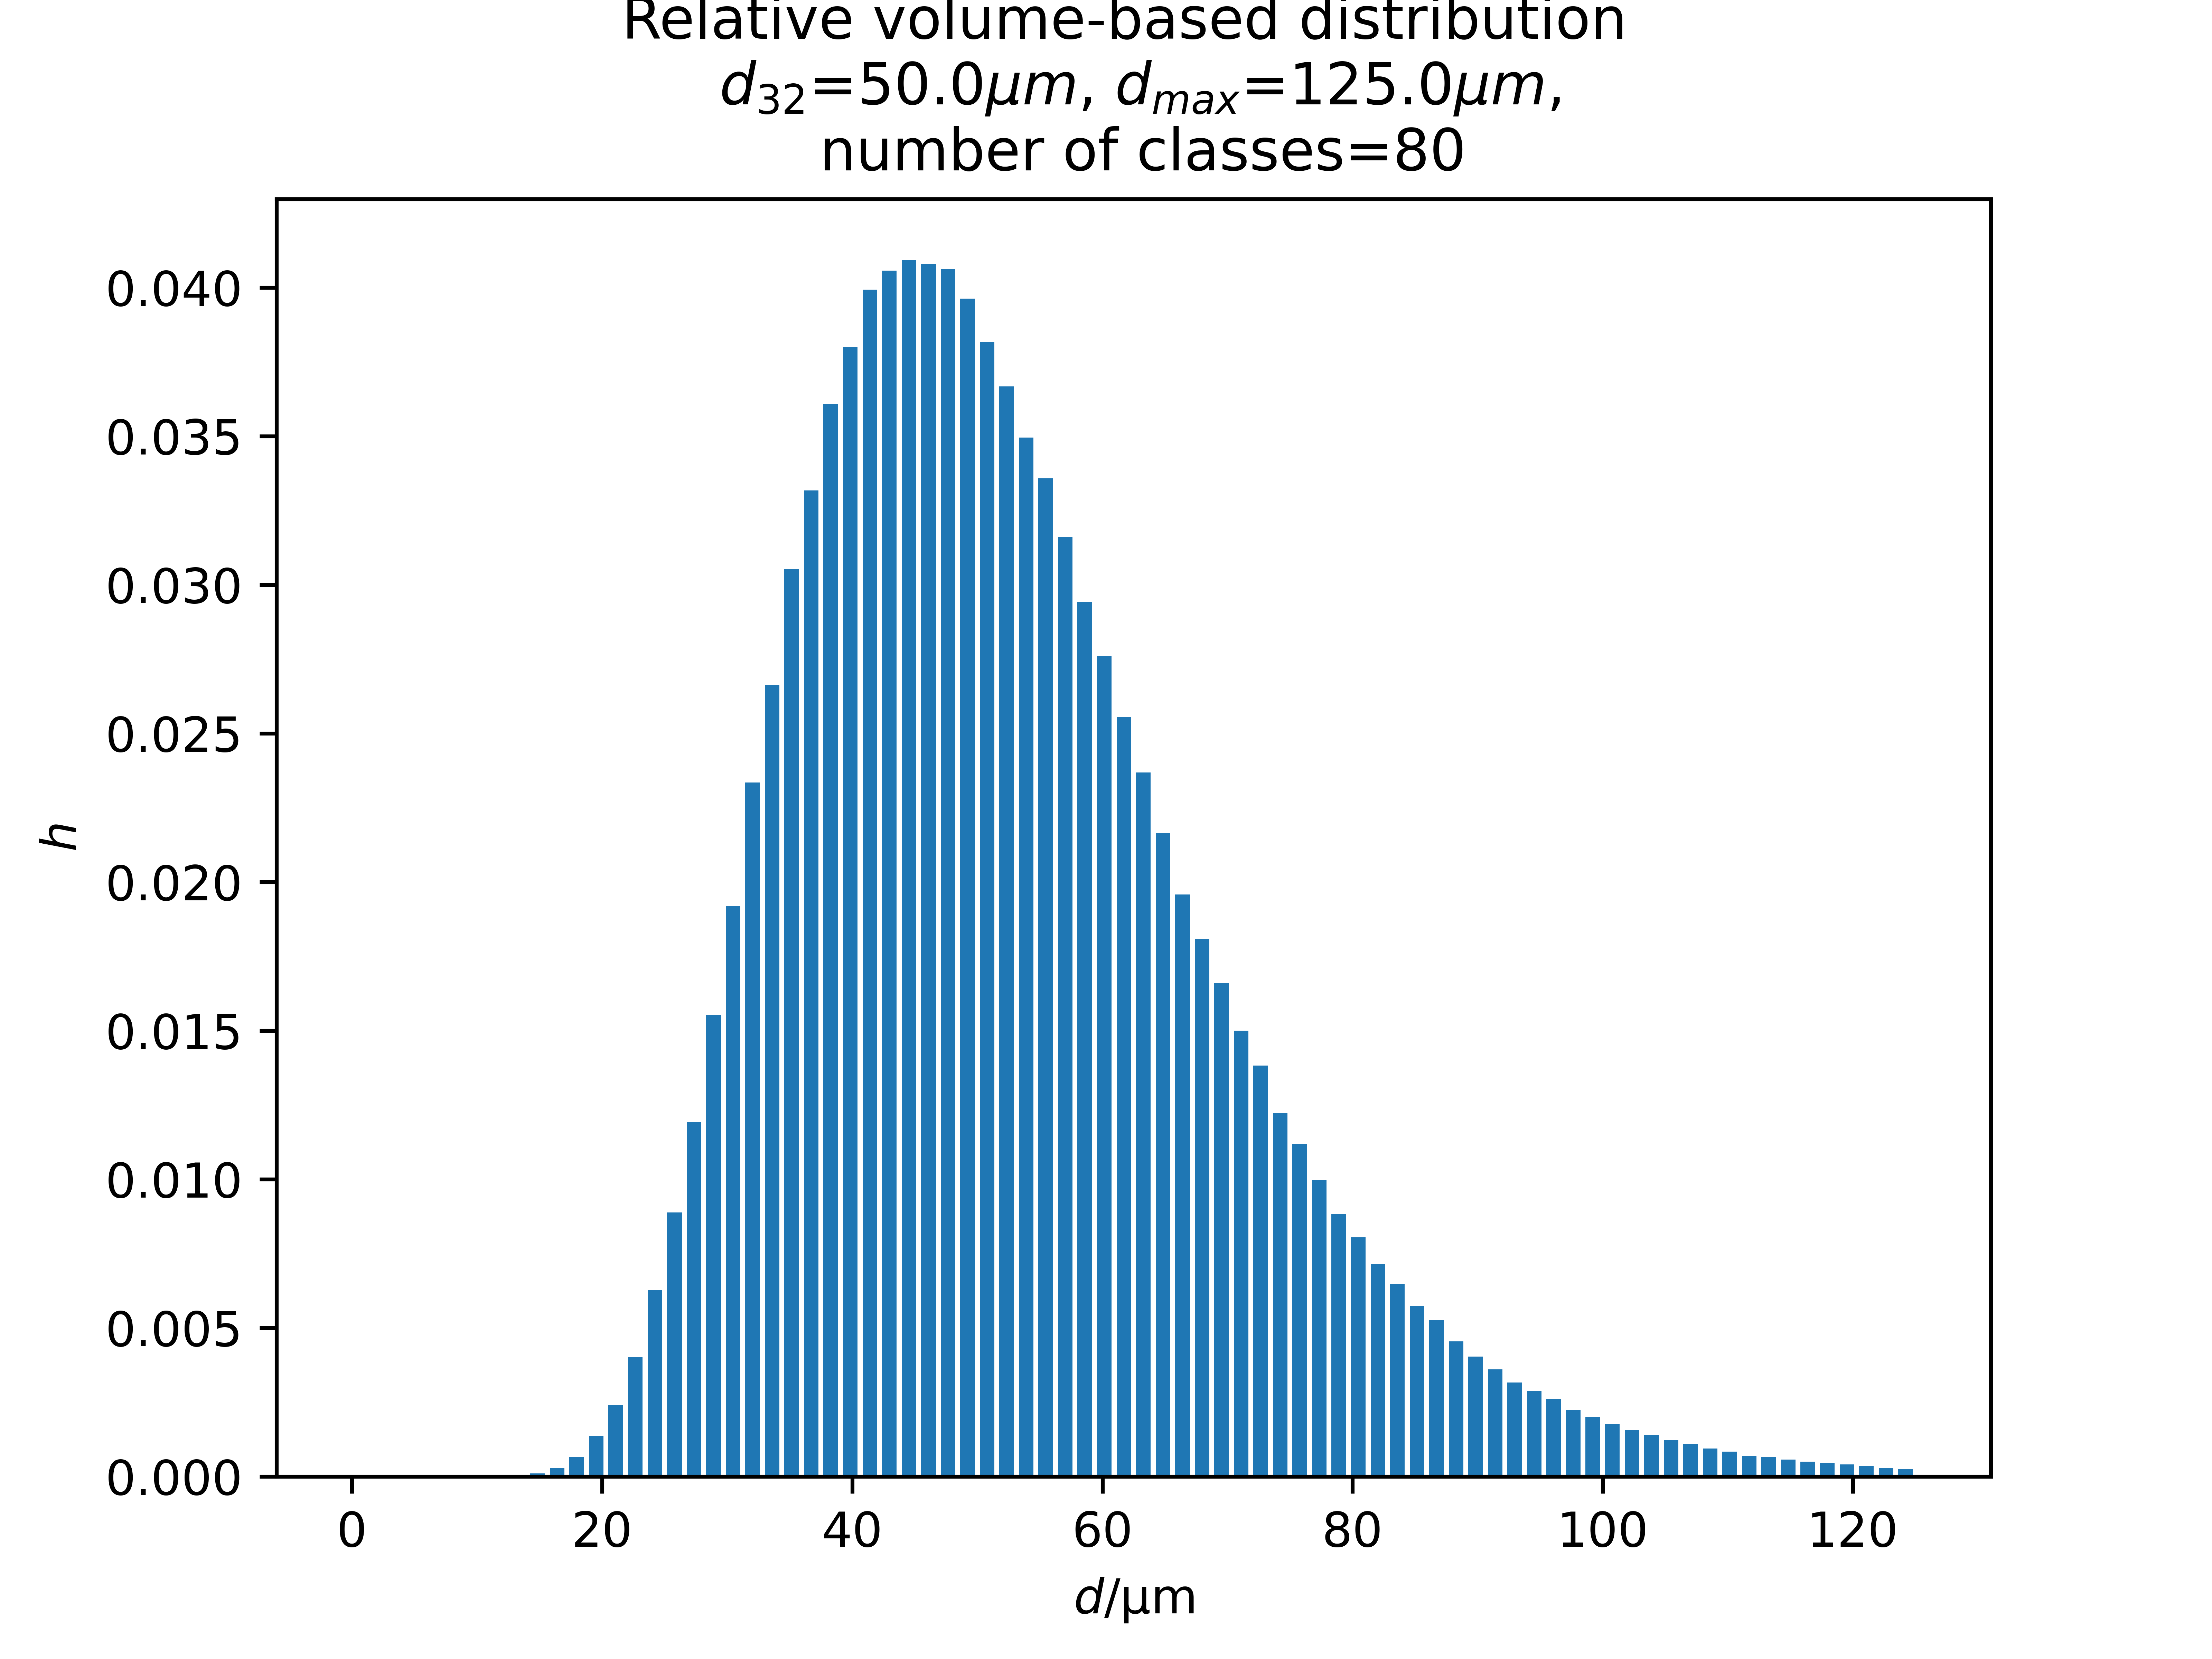 Relative volume-based distribution
d₃₂=50.0μm, dₘₐₓ=125.0μm,
number of classes=80
0.040
0.035
0.030
0.025
0.020
0.015
0.010
0.005
0.000
h
0 20 40 60 80 100 120
d/μm